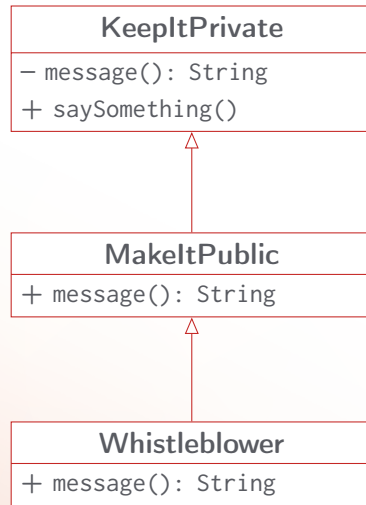 KeepItPrivate
− message(): String
+ saySomething()
MakeItPublic
+ message(): String
Whistleblower
+ message(): String